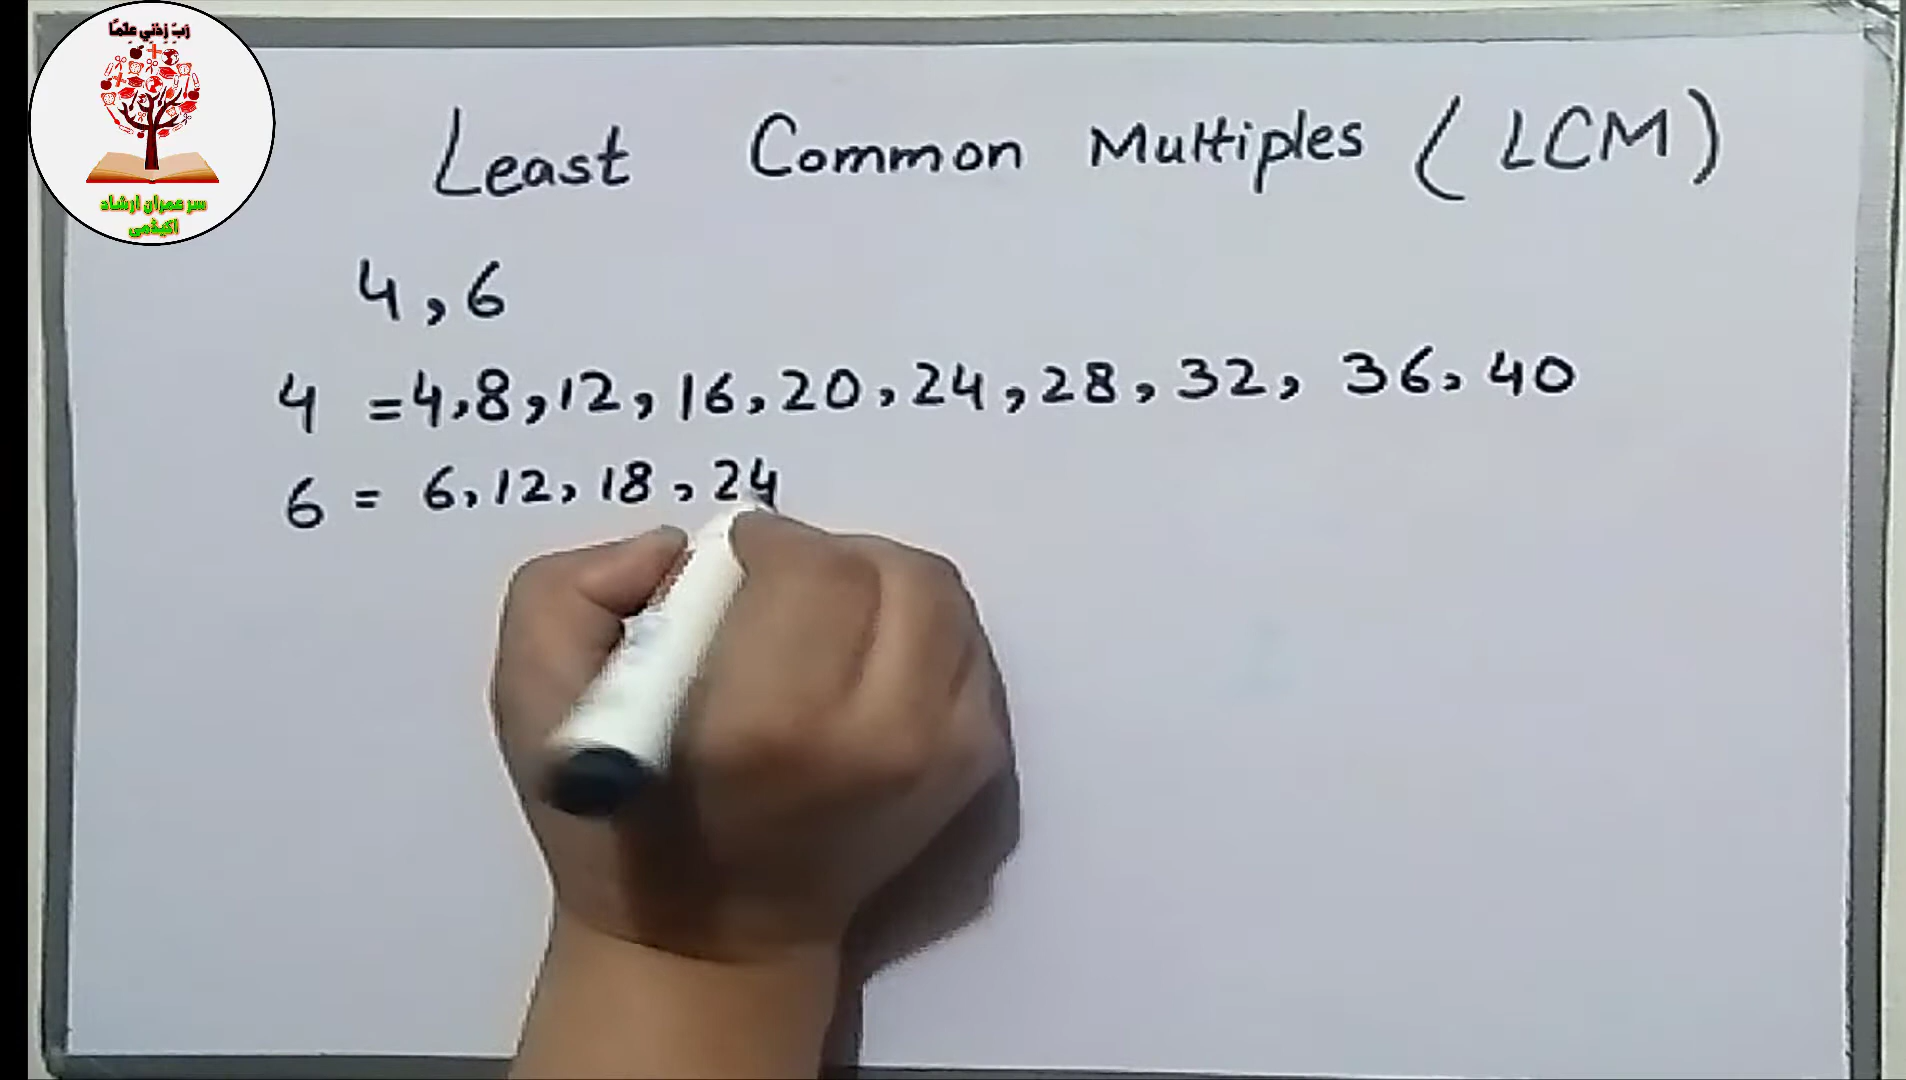 رَبِّ زِدْنِي عِلْمًا
سر عمران ارشاد
اکیڈمی
Least Common Multiples (LCM)
4,6
4 =4,8,12,16,20,24,28,32, 36,40
6 = 6,12,18,24